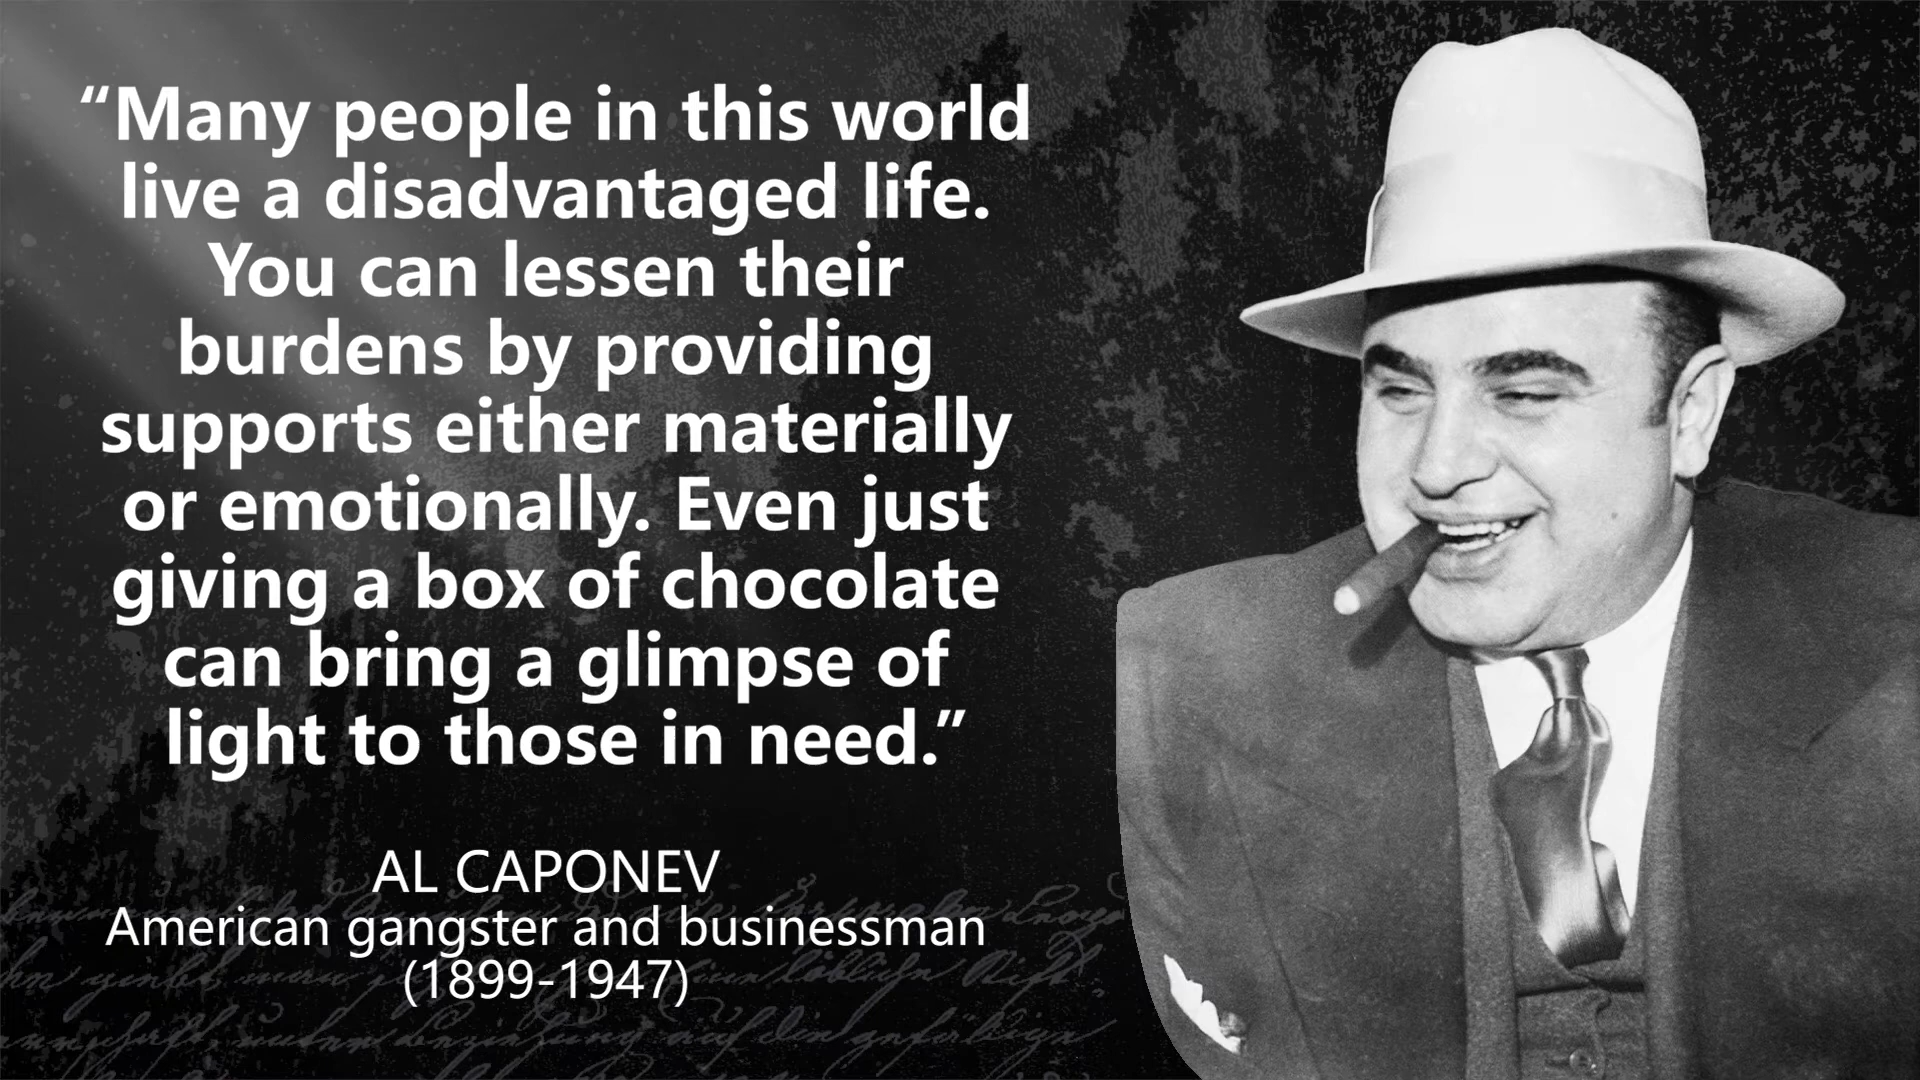 “Many people in this world
live a disadvantaged life.
You can lessen their
burdens by providing
supports either materially
or emotionally. Even just
giving a box of chocolate
can bring a glimpse of
light to those in need.”
AL CAPONEV
American gangster and businessman
(1899-1947)